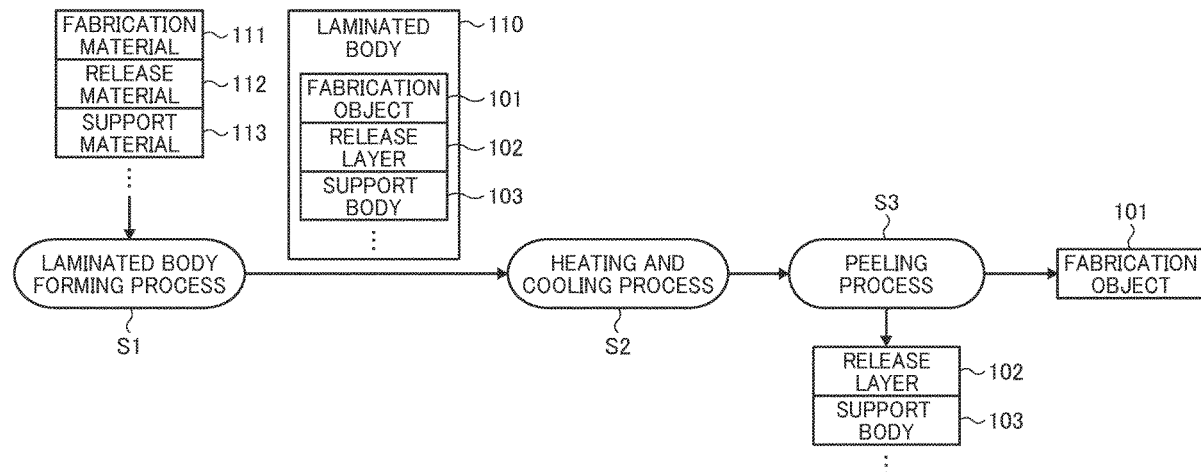 FABRICATION
MATERIAL
111
RELEASE
MATERIAL
112
SUPPORT
MATERIAL
113
LAMINATED
BODY
110
FABRICATION
OBJECT
101
RELEASE
LAYER
102
SUPPORT
BODY
103
LAMINATED BODY
FORMING PROCESS
S1
HEATING AND
COOLING PROCESS
S2
S3
PEELING
PROCESS
101
FABRICATION
OBJECT
RELEASE
LAYER
102
SUPPORT
BODY
103